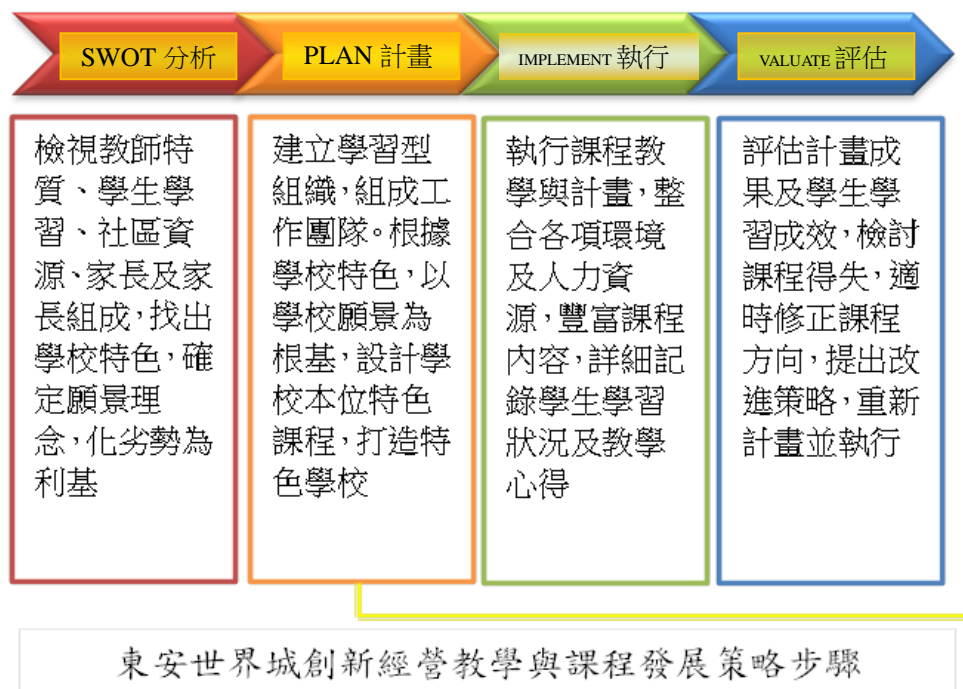 SWOT 分析
PLAN 計畫
IMPLEMENT 執行
VALUATE 評估
檢視教師特
質、學生學
習、社區資
源、家長及家
長組成，找出
學校特色，確
定願景理
念，化劣勢為
利基
建立學習型
組織，組成工
作團隊。根據
學校特色，以
學校願景為
根基，設計學
校本位特色
課程，打造特
色學校
執行課程教
學與計畫，整
合各項環境
及人力資
源，豐富課程
內容，詳細記
錄學生學習
狀況及教學
心得
評估計畫成
果及學生學
習成效，檢討
課程得失，適
時修正課程
方向，提出改
進策略，重新
計畫並執行
東安世界城創新經營教學與課程發展策略步驟